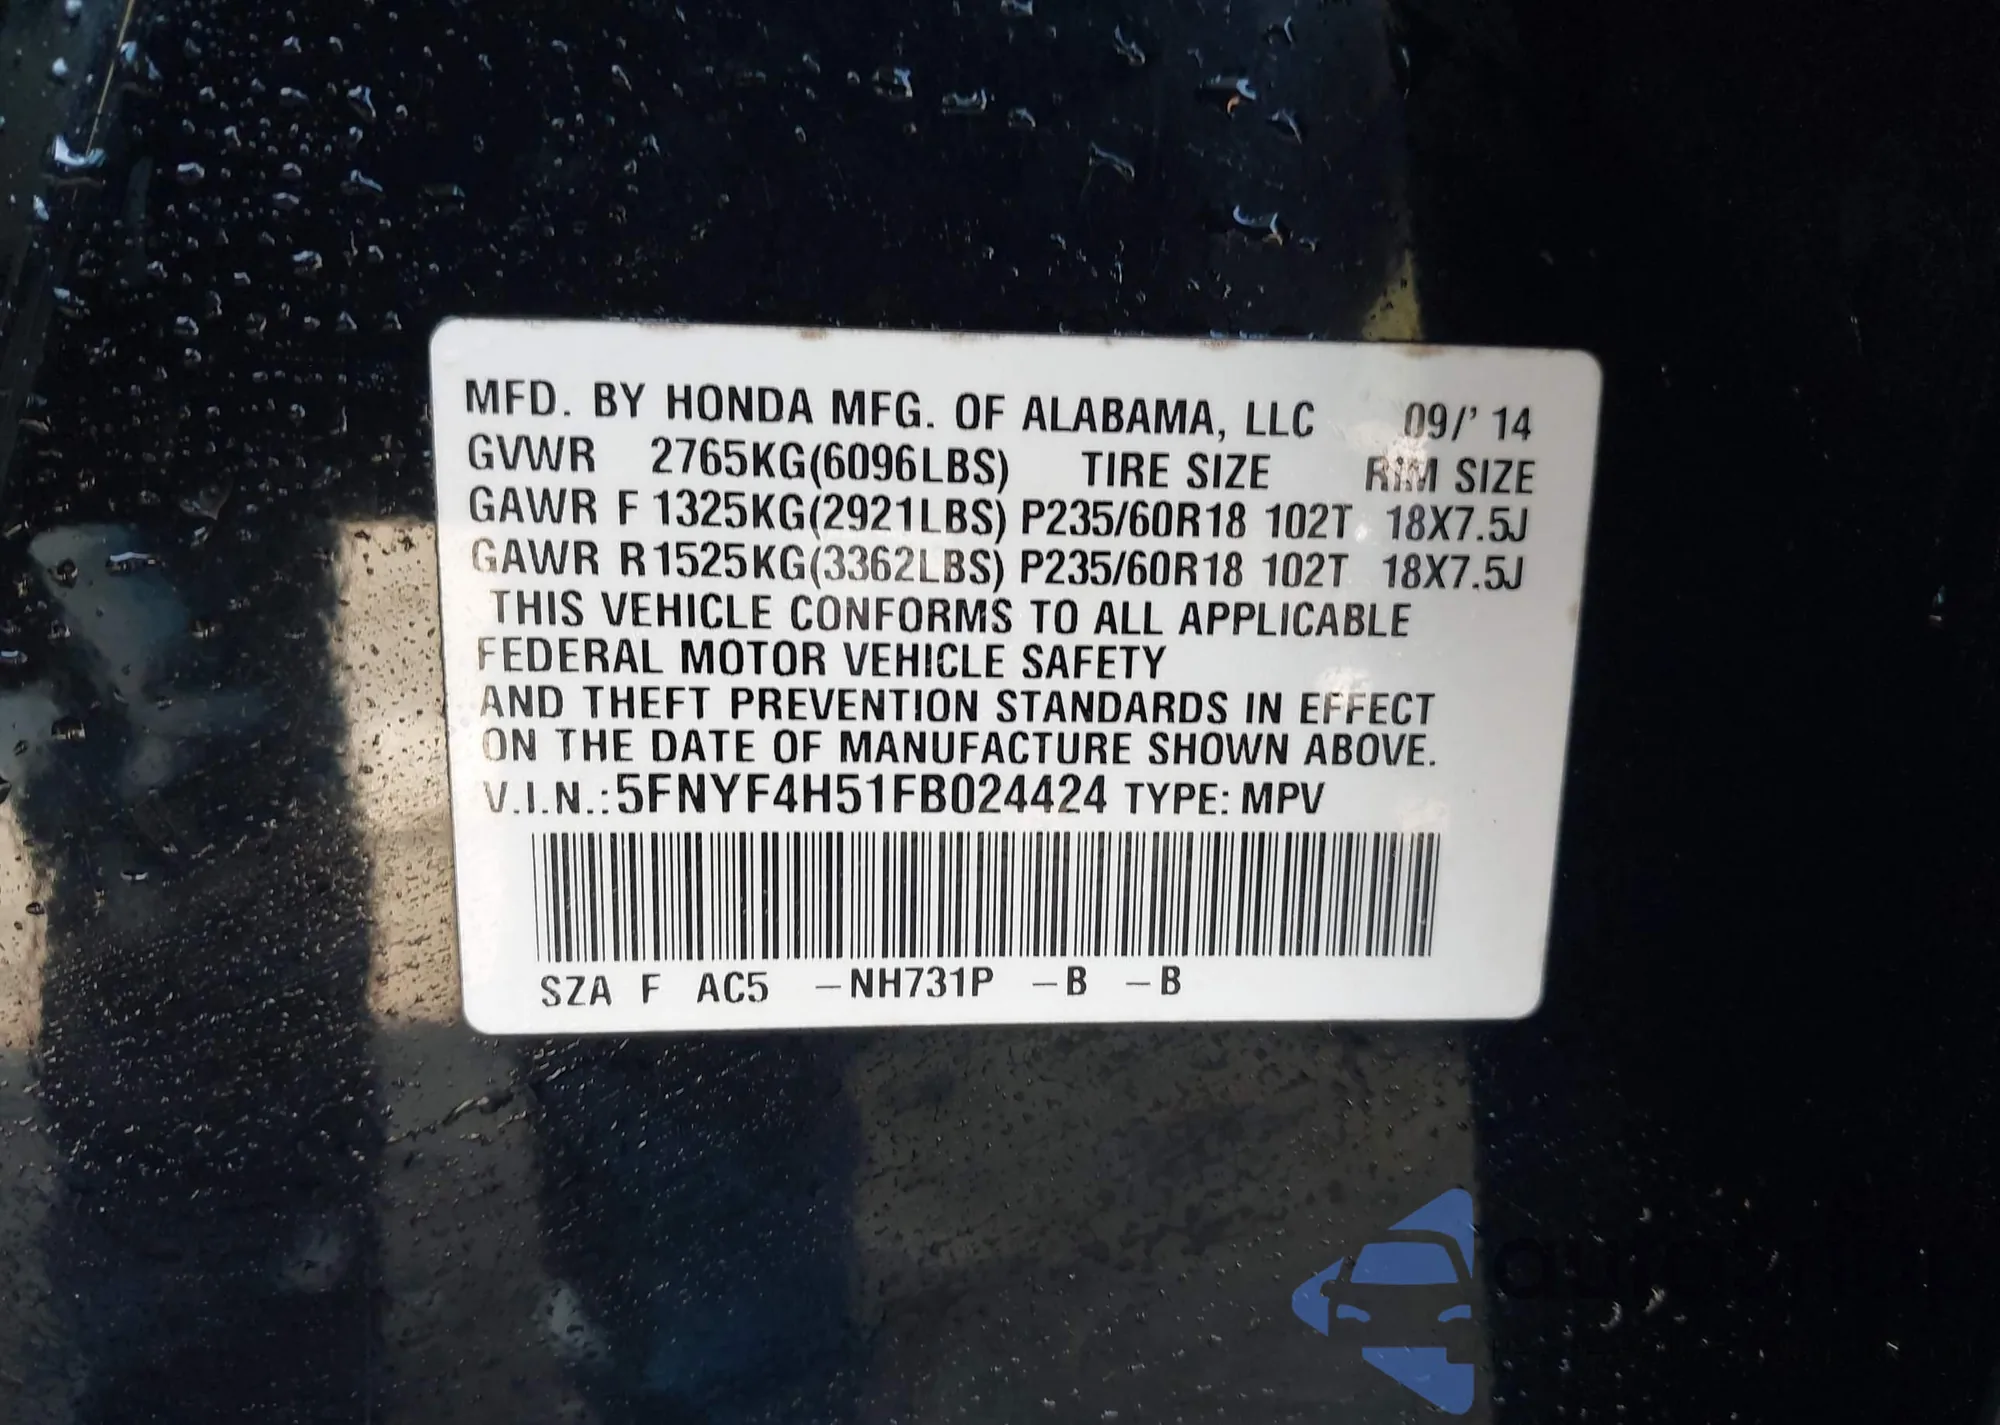 MFD. BY HONDA MFG. OF ALABAMA, LLC 09/' 14
GVWR 2765KG(6096LBS) TIRE SIZE RIM SIZE
GAWR F 1325KG(2921LBS) P235/60R18 102T 18X7.5J
GAWR R 1525KG(3362LBS) P235/60R18 102T 18X7.5J
THIS VEHICLE CONFORMS TO ALL APPLICABLE
FEDERAL MOTOR VEHICLE SAFETY
AND THEFT PREVENTION STANDARDS IN EFFECT
ON THE DATE OF MANUFACTURE SHOWN ABOVE.
V.I.N.:5FNYF4H51FB024424 TYPE: MPV
SZA F AC5 –NH731P –B –B